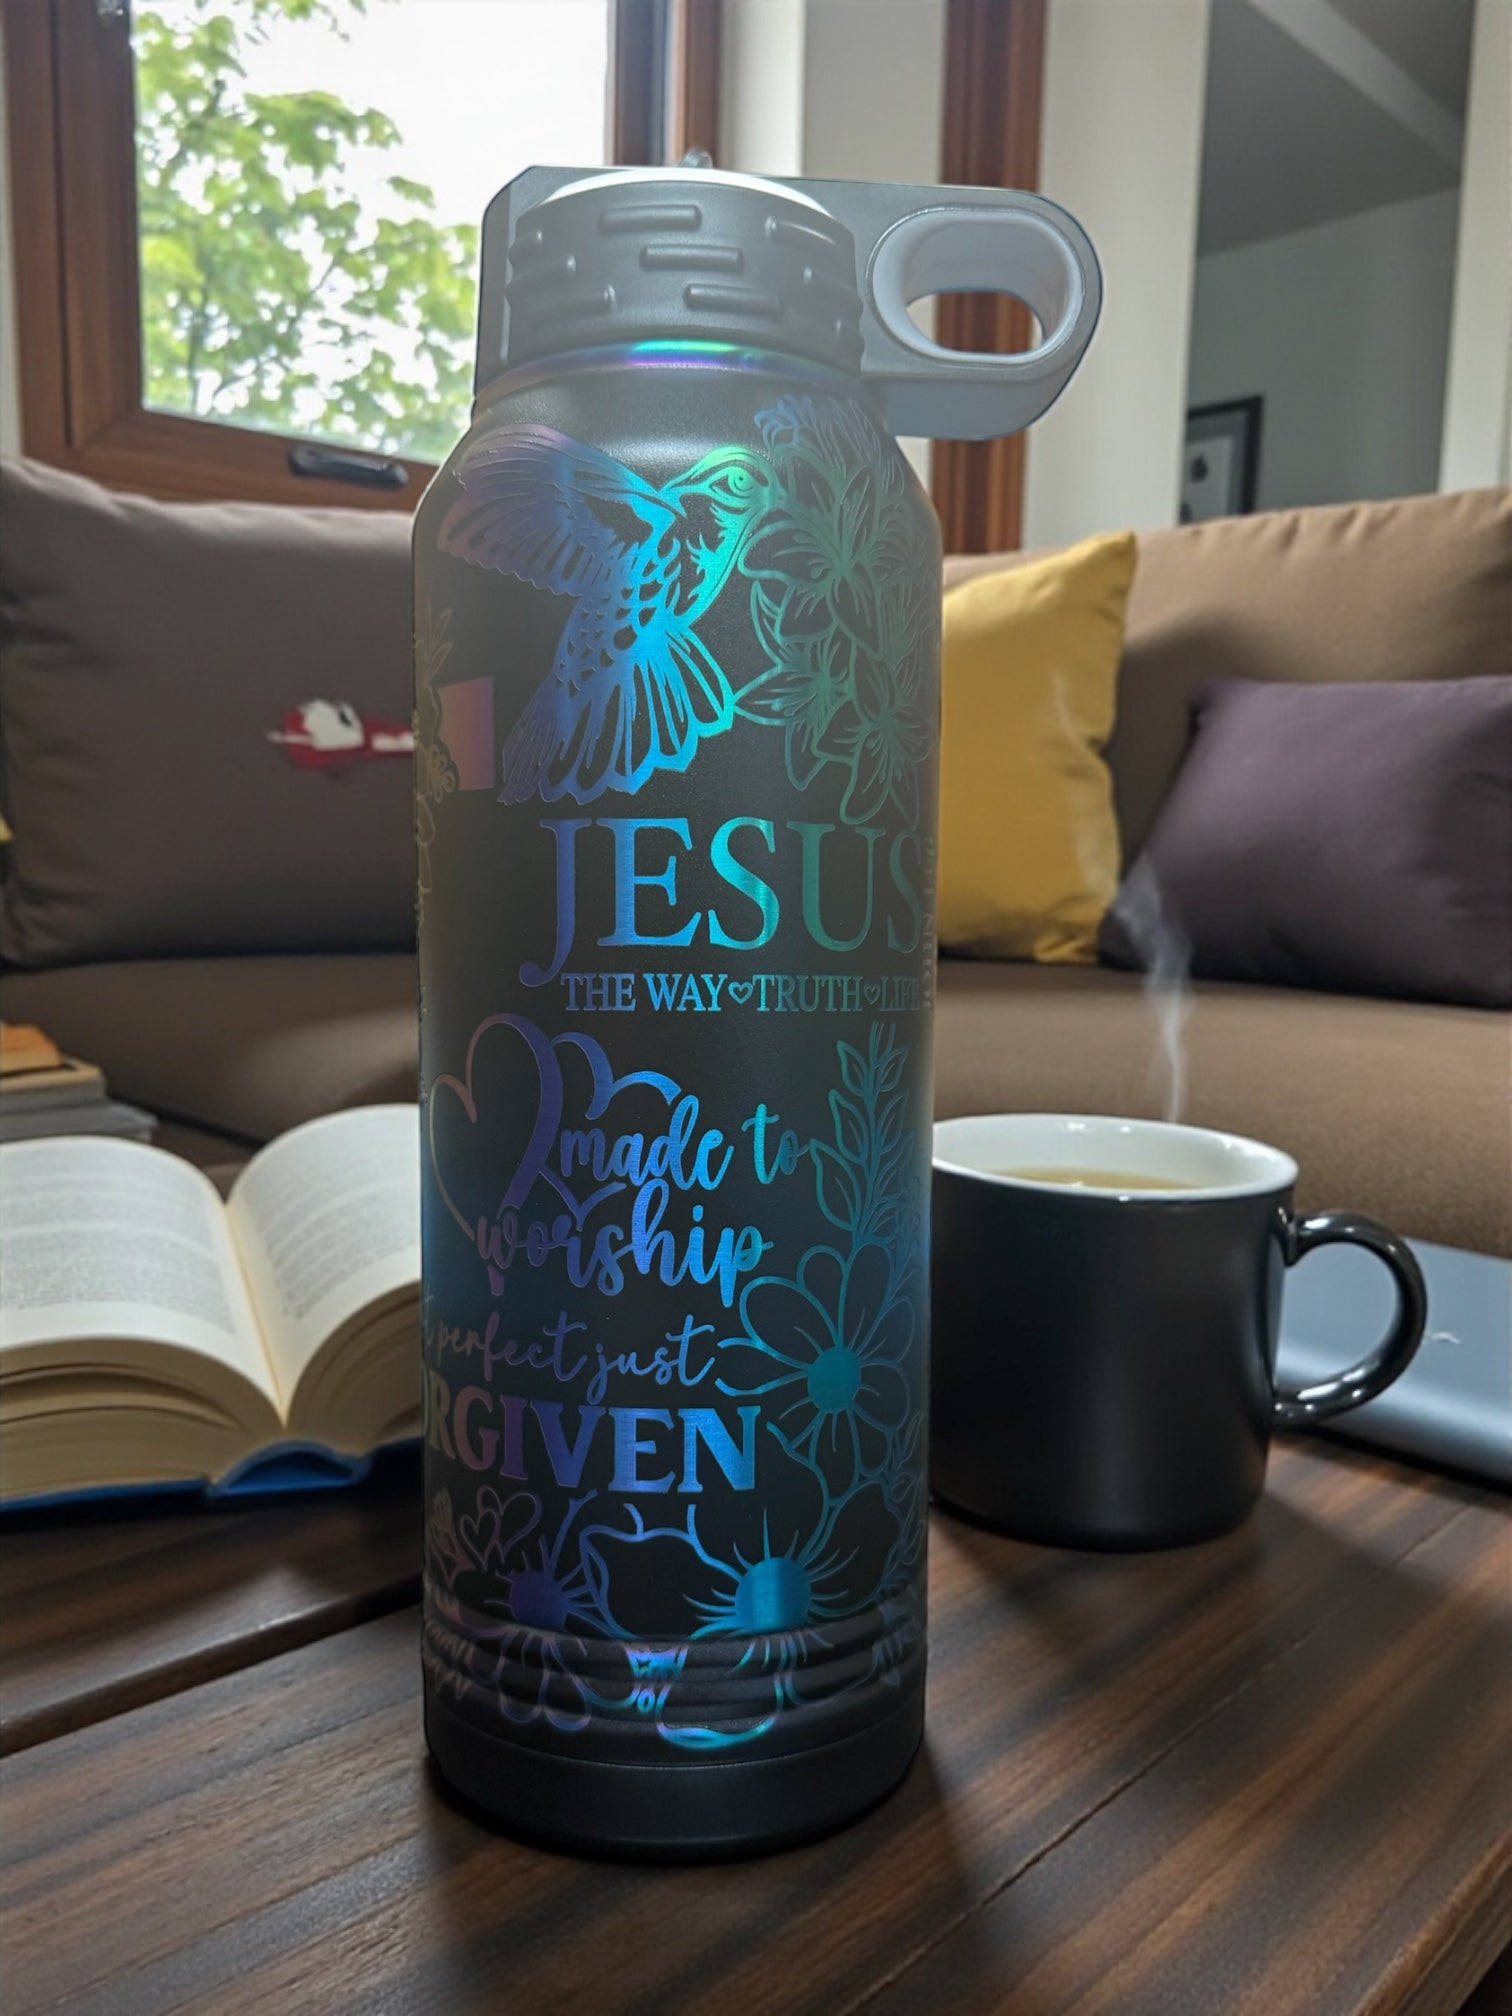 JESUS
THE WAY♡TRUTH♡LIFE
made to
worship
perfect just
RGIVEN